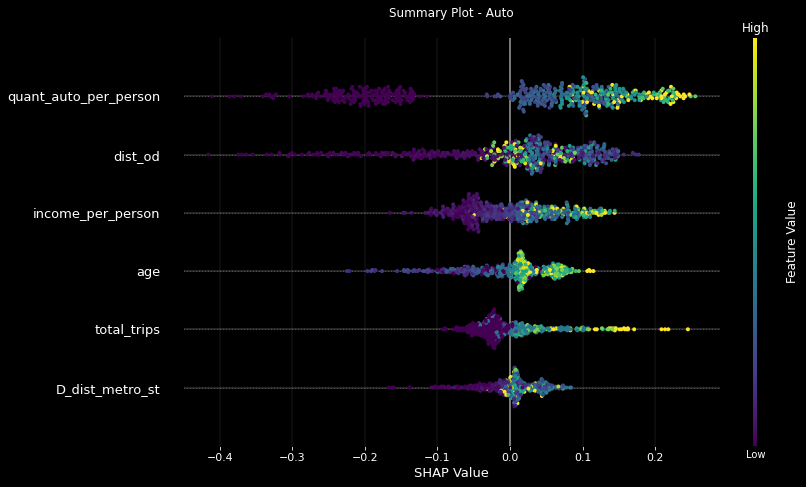 Summary Plot - Auto
High
quant_auto_per_person
dist_od
income_per_person
age
total_trips
D_dist_metro_st
Feature Value
Low
−0.4 −0.3 −0.2 −0.1 0.0 0.1 0.2
SHAP Value